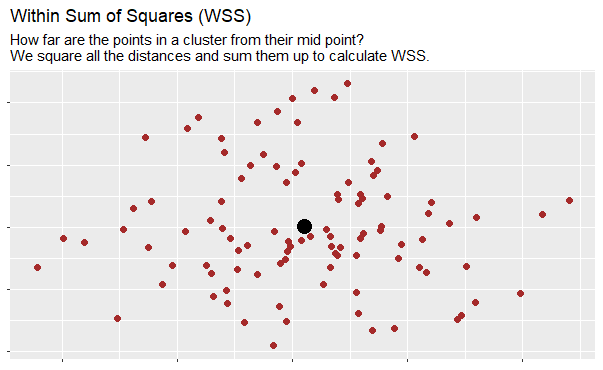 Within Sum of Squares (WSS)
How far are the points in a cluster from their mid point?
We square all the distances and sum them up to calculate WSS.